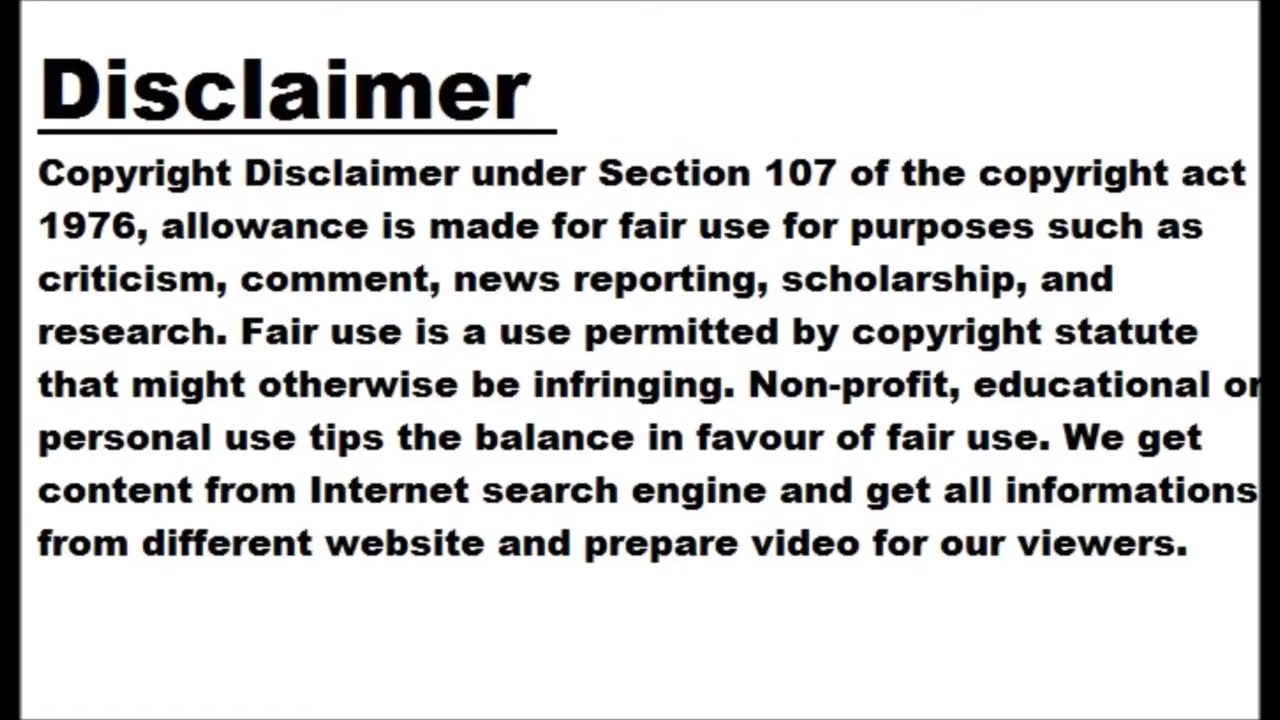 Disclaimer
Copyright Disclaimer under Section 107 of the copyright act
1976, allowance is made for fair use for purposes such as
criticism, comment, news reporting, scholarship, and
research. Fair use is a use permitted by copyright statute
that might otherwise be infringing. Non-profit, educational or
personal use tips the balance in favour of fair use. We get
content from Internet search engine and get all informations
from different website and prepare video for our viewers.